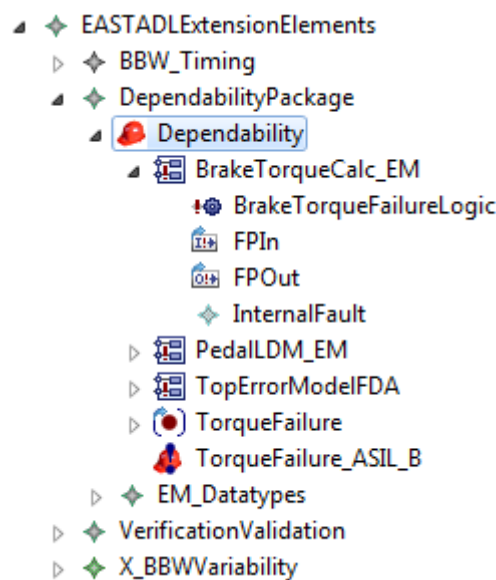 EASTADLExtensionElements
BBW_Timing
DependabilityPackage
Dependability
BrakeTorqueCalc_EM
BrakeTorqueFailureLogic
FPIn
FPOut
InternalFault
PedalLDM_EM
TopErrorModelFDA
TorqueFailure
TorqueFailure_ASIL_B
EM_Datatypes
VerificationValidation
X_BBWVariability